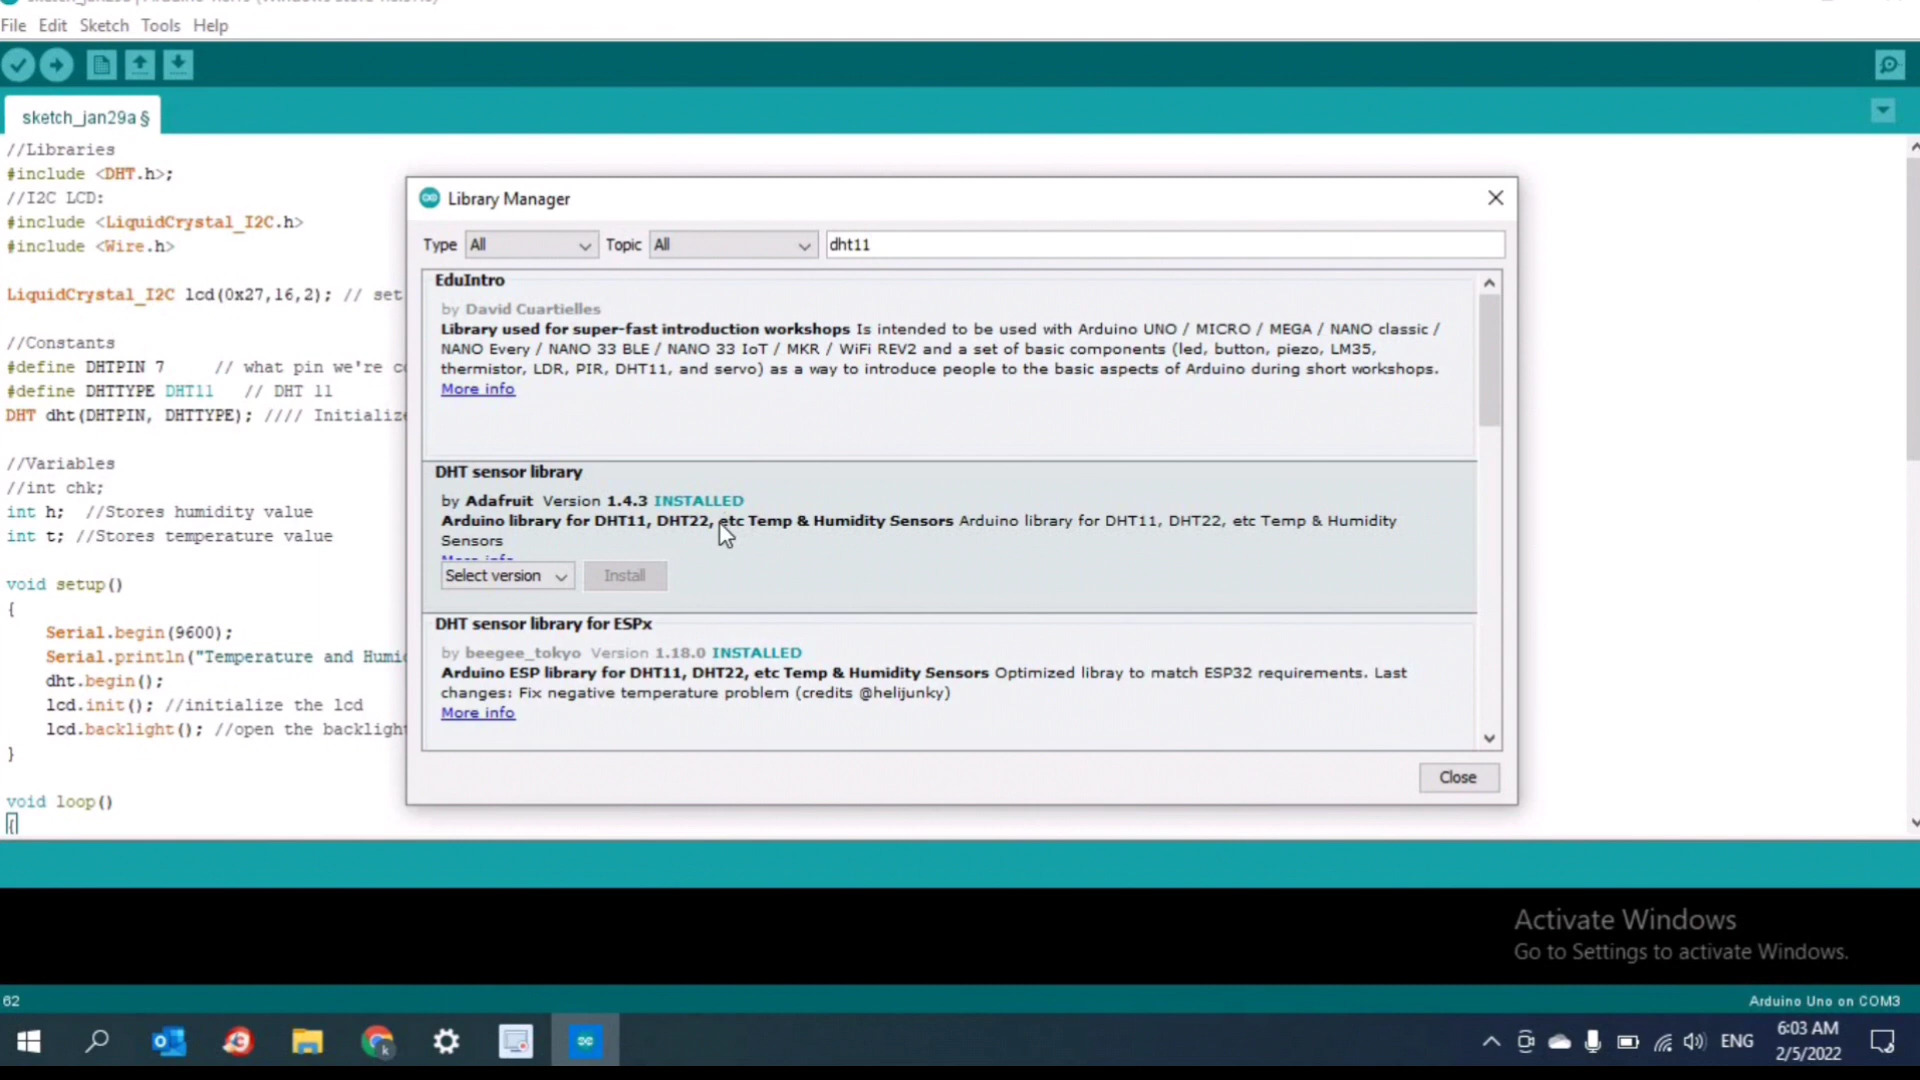 File Edit Sketch Tools Help
sketch_jan29a §
//Libraries
#include <DHT.h>;
//I2C LCD:
#include <LiquidCrystal_I2C.h>
#include <Wire.h>
LiquidCrystal_I2C lcd(0x27,16,2); // set
//Constants
#define DHTPIN 7 // what pin we're
#define DHTTYPE DHT11 // DHT 11
DHT dht(DHTPIN, DHTTYPE); //// Initialize
//Variables
//int chk;
int h; //Stores humidity value
int t; //Stores temperature value
void setup()
{
Serial.begin(9600);
Serial.println("Temperature and Humi
dht.begin();
lcd.init(); //initialize the lcd
lcd.backlight(); //open the backlight
}
void loop()
{
Library Manager
Type All Topic All dht11
EduIntro
by David Cuartielles
Library used for super-fast introduction workshops Is intended to be used with Arduino UNO / MICRO / MEGA / NANO classic /
NANO Every / NANO 33 BLE / NANO 33 IoT / MKR / WiFi REV2 and a set of basic components (led, button, piezo, LM35,
thermistor, LDR, PIR, DHT11, and servo) as a way to introduce people to the basic aspects of Arduino during short workshops.
More info
DHT sensor library
by Adafruit Version 1.4.3 INSTALLED
Arduino library for DHT11, DHT22, etc Temp & Humidity Sensors Arduino library for DHT11, DHT22, etc Temp & Humidity
Sensors
More info
Select version Install
DHT sensor library for ESPx
by beegee_tokyo Version 1.18.0 INSTALLED
Arduino ESP library for DHT11, DHT22, etc Temp & Humidity Sensors Optimized libray to match ESP32 requirements. Last
changes: Fix negative temperature problem (credits @helijunky)
More info
Close
Activate Windows
Go to Settings to activate Windows.
62
Arduino Uno on COM3
ENG
6:03 AM
2/5/2022